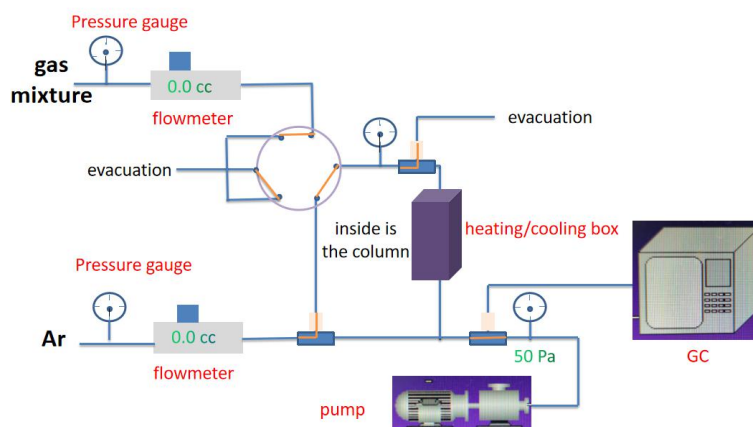 Pressure gauge
gas
mixture
0.0 cc
flowmeter
evacuation
evacuation
inside is
the column
heating/cooling box
Pressure gauge
Ar
0.0 cc
flowmeter
50 Pa
GC
pump